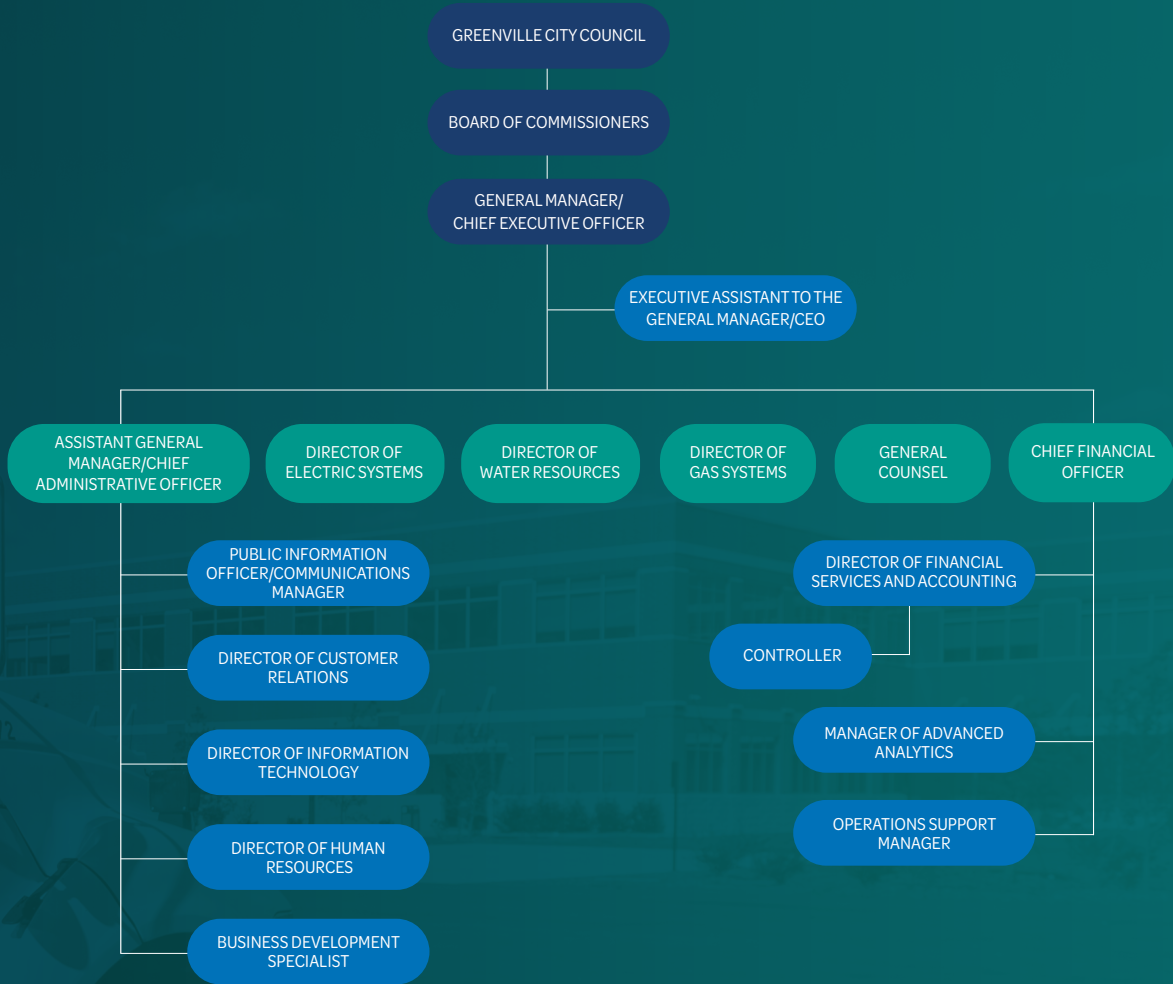 GREENVILLE CITY COUNCIL
BOARD OF COMMISSIONERS
GENERAL MANAGER/
CHIEF EXECUTIVE OFFICER
EXECUTIVE ASSISTANT TO THE
GENERAL MANAGER/CEO
ASSISTANT GENERAL
MANAGER/CHIEF
ADMINISTRATIVE OFFICER
DIRECTOR OF
ELECTRIC SYSTEMS
DIRECTOR OF
WATER RESOURCES
DIRECTOR OF
GAS SYSTEMS
GENERAL
COUNSEL
CHIEF FINANCIAL
OFFICER
PUBLIC INFORMATION
OFFICER/COMMUNICATIONS
MANAGER
DIRECTOR OF CUSTOMER
RELATIONS
DIRECTOR OF INFORMATION
TECHNOLOGY
DIRECTOR OF HUMAN
RESOURCES
BUSINESS DEVELOPMENT
SPECIALIST
DIRECTOR OF FINANCIAL
SERVICES AND ACCOUNTING
CONTROLLER
MANAGER OF ADVANCED
ANALYTICS
OPERATIONS SUPPORT
MANAGER